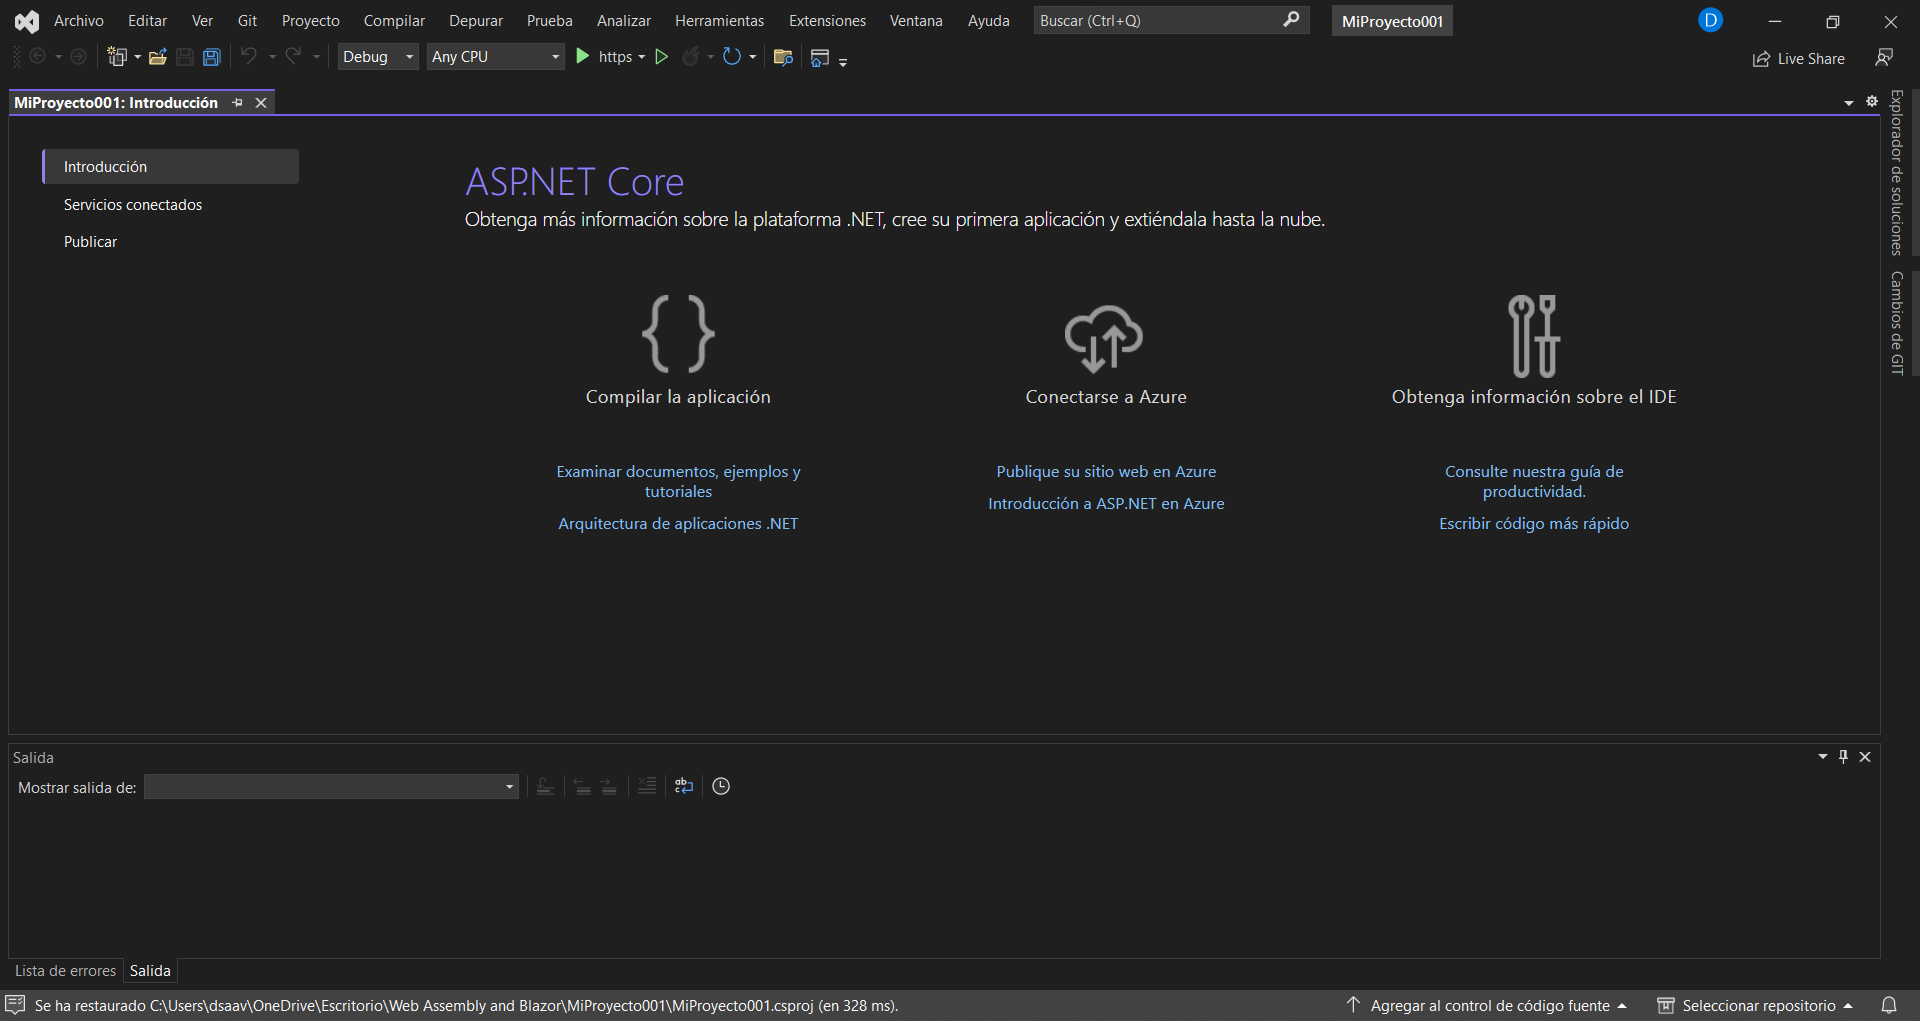 Archivo Editar Ver Git Proyecto Compilar Depurar Prueba Analizar Herramientas Extensiones Ventana Ayuda Buscar (Ctrl+Q) MiProyecto001 D
Debug Any CPU https Live Share
MiProyecto001: Introducción
Introducción
Servicios conectados
Publicar
ASP.NET Core
Obtenga más información sobre la plataforma .NET, cree su primera aplicación y extiéndala hasta la nube.
Compilar la aplicación
Examinar documentos, ejemplos y
tutoriales
Arquitectura de aplicaciones .NET
Conectarse a Azure
Publique su sitio web en Azure
Introducción a ASP.NET en Azure
Obtenga información sobre el IDE
Consulte nuestra guía de
productividad.
Escribir código más rápido
Explorador de soluciones
Cambios de GIT
Salida
Mostrar salida de:
Lista de errores Salida
Se ha restaurado C:\Users\dsaav\OneDrive\Escritorio\Web Assembly and Blazor\MiProyecto001\MiProyecto001.csproj (en 328 ms). Agregar al control de código fuente Seleccionar repositorio